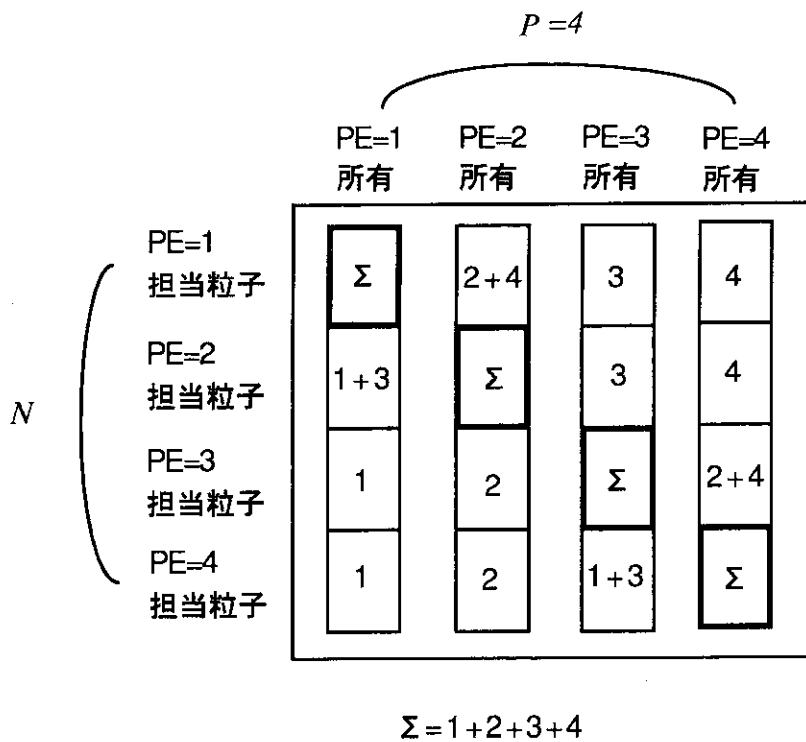 P=4
PE=1 PE=2 PE=3 PE=4
所有 所有 所有 所有
PE=1
担当粒子
Σ 2+4 3 4
PE=2
担当粒子
1+3 Σ 3 4
N
PE=3
担当粒子
1 2 Σ 2+4
PE=4
担当粒子
1 2 1+3 Σ
Σ=1+2+3+4